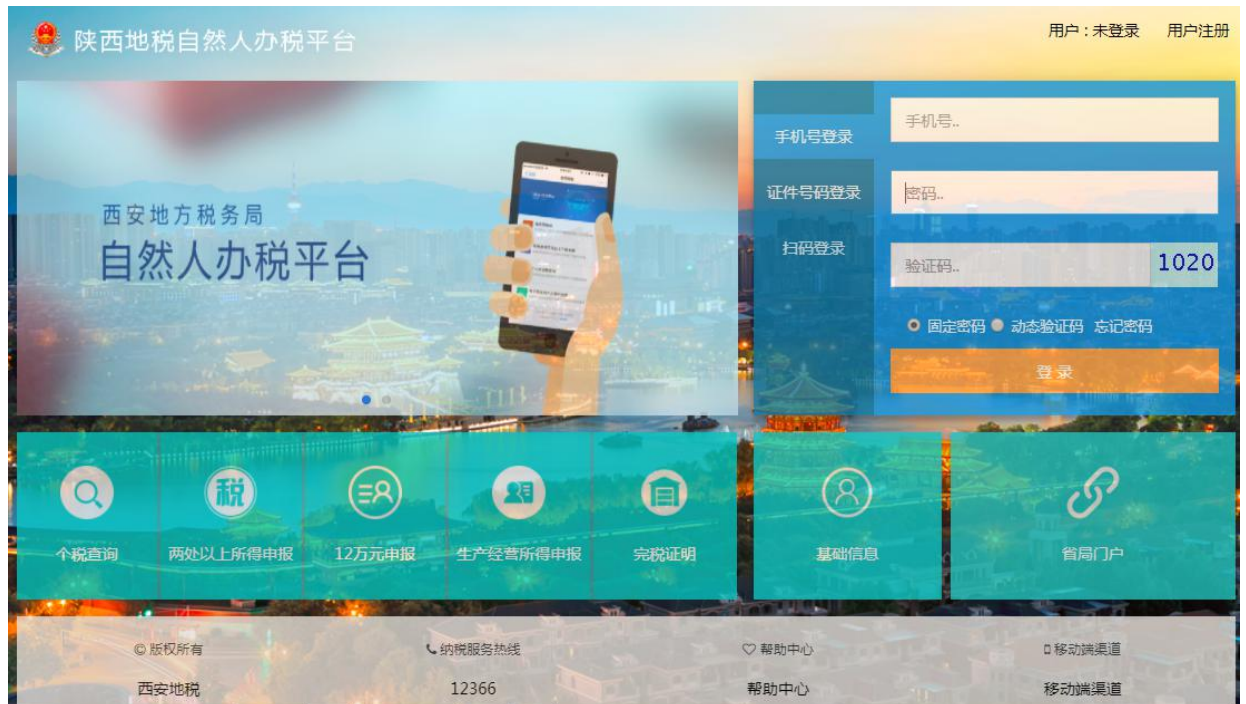 陕西地税自然人办税平台
用户：未登录 用户注册
西安地方税务局
自然人办税平台
手机号登录
证件号码登录
扫码登录
手机号..
密码..
验证码.. 1020
固定密码 动态验证码 忘记密码
登 录
税
个税查询 两处以上所得申报 12万元申报 生产经营所得申报 完税证明 基础信息 省局门户
© 版权所有 纳税服务热线 帮助中心 移动端渠道
西安地税 12366 帮助中心 移动端渠道